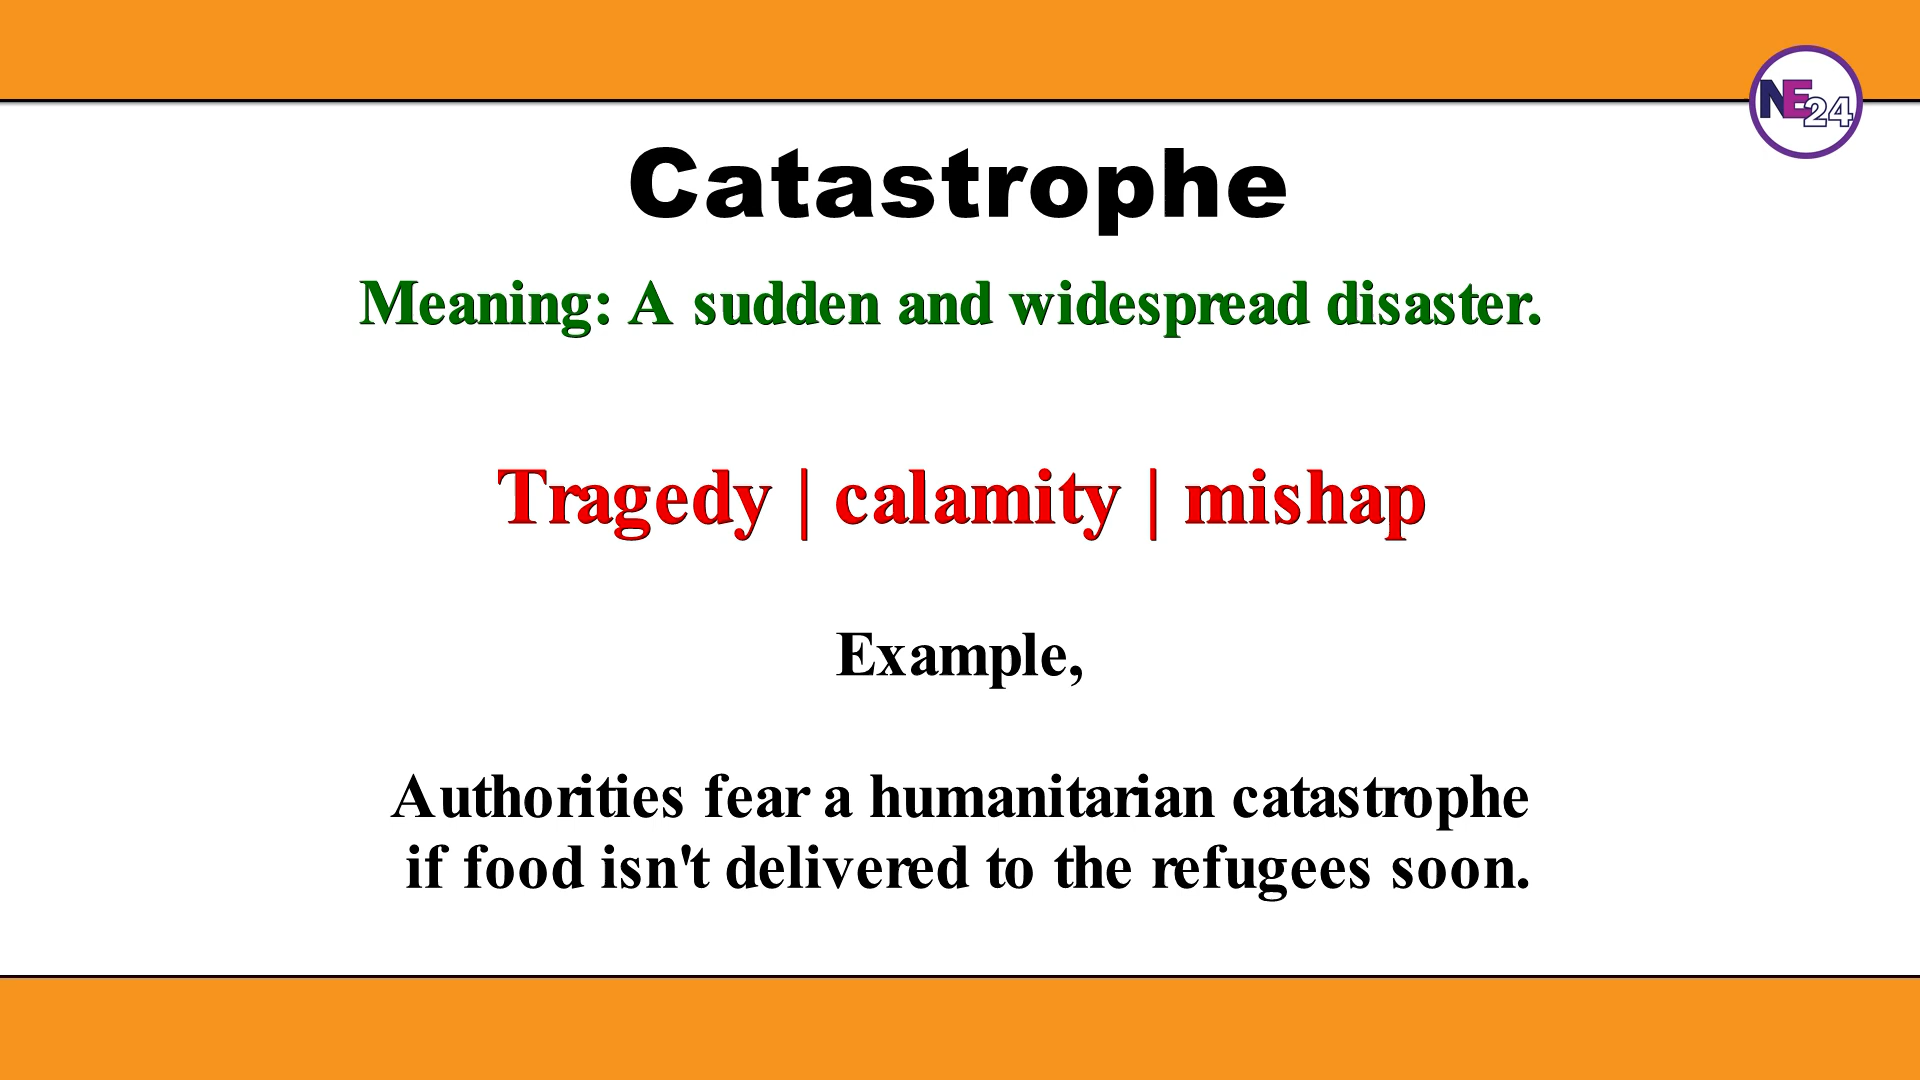 NE24
Catastrophe
Meaning: A sudden and widespread disaster.
Tragedy | calamity | mishap
Example,
Authorities fear a humanitarian catastrophe
if food isn't delivered to the refugees soon.